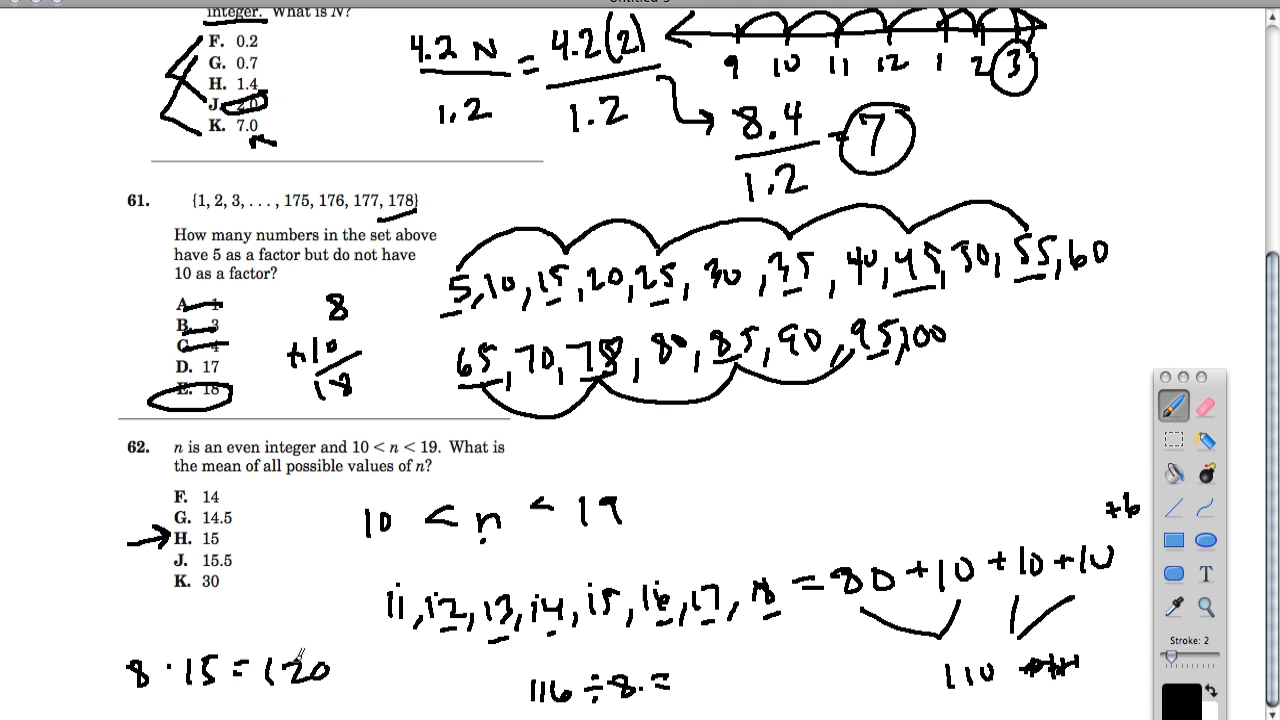 integer. What is N?
F. 0.2
G. 0.7
H. 1.4
J. 2.0
K. 7.0
4.2 N = 4.2(2)
1.2 1.2
9 10 11 12 1 2 3
8.4 = 7
1.2
61. {1, 2, 3, . . . , 175, 176, 177, 178}
How many numbers in the set above
have 5 as a factor but do not have
10 as a factor?
A. 1
B. 3
C. 4
D. 17
E. 18
8
+10
18
5,10,15,20,25,30,35,40,45,50,55,60
65,70,75,80,85,90,95,100
62. n is an even integer and 10 < n < 19. What is
the mean of all possible values of n?
F. 14
G. 14.5
H. 15
J. 15.5
K. 30
10 < n < 19
+6
11,12,13,14,15,16,17,18 = 80+10+10+10
110
8·15=120
116÷8.=
Stroke: 2
T